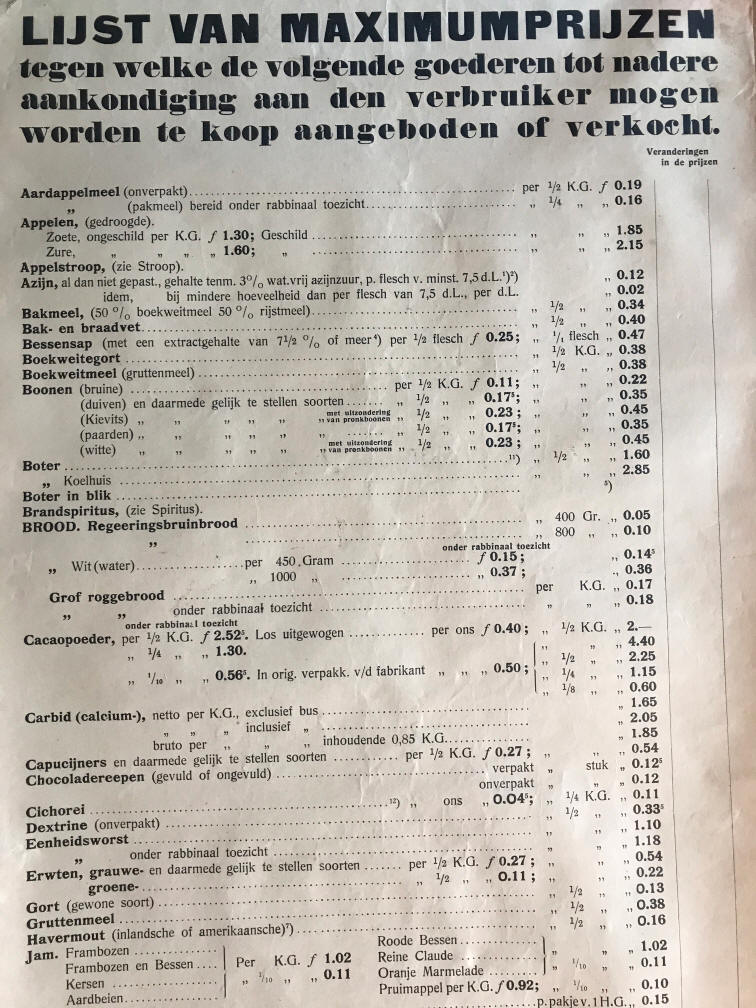 LIJST VAN MAXIMUMPRIJZEN
tegen welke de volgende goederen tot nadere
aankondiging aan den verbruiker mogen
worden te koop aangeboden of verkocht.
Veranderingen
in de prijzen
Aardappelmeel (onverpakt) per 1/2 K.G. f 0.19
„ (pakmeel) bereid onder rabbinaal toezicht „ 1/4 „ „ 0.16
Appelen, (gedroogde).
Zoete, ongeschild per K.G. f 1.30; Geschild „ „ „ 1.85
Zure, „ „ „ „ 1.60; „ „ „ „ 2.15
Appelstroop, (zie Stroop).
Azijn, al dan niet gepast., gehalte tenm. 3% wat.vrij azijnzuur, p. flesch v. minst. 7,5 d.L.¹)²) „ 0.12
idem, bij mindere hoeveelheid dan per flesch van 7,5 d.L., per d.L. „ 0.02
Bakmeel, (50 % boekweitmeel 50 % rijstmeel) „ 1/2 „ „ 0.34
Bak- en braadvet „ 1/2 „ „ 0.40
Bessensap (met een extractgehalte van 7 1/2 % of meer⁴) per 1/2 flesch f 0.25; „ 1/1 flesch „ 0.47
Boekweitegort „ 1/2 K.G. „ 0.38
Boekweitmeel (gruttenmeel) „ 1/2 „ „ 0.38
Boonen (bruine) per 1/2 K.G. f 0.11; „ „ „ 0.22
(duiven) en daarmede gelijk te stellen soorten „ 1/2 „ „ 0.17⁵; „ „ „ 0.35
(Kievits) „ „ „ „ „ met uitzondering van pronkboonen „ 1/2 „ „ 0.23; „ „ „ 0.45
(paarden) „ „ „ „ „ „ 1/2 „ „ 0.17⁵; „ „ „ 0.35
(witte) „ „ „ „ „ met uitzondering van pronkboonen „ 1/2 „ „ 0.23; „ „ „ 0.45
Boter ¹¹) „ 1/2 „ „ 1.60
„ Koelhuis „ „ „ 2.85
Boter in blik ⁵)
Brandspiritus, (zie Spiritus).
BROOD. Regeeringsbruinbrood „ 400 Gr. „ 0.05
„ „ 800 „ „ 0.10
onder rabbinaal toezicht
„ Wit (water) per 450 Gram f 0.15; „ 0.14⁵
„ 1000 „ „ 0.37; „ 0.36
Grof roggebrood per K.G. „ 0.17
„ „ onder rabbinaal toezicht „ „ „ 0.18
onder rabbinaal toezicht
Cacaopoeder, per 1/2 K.G. f 2.52⁵. Los uitgewogen per ons f 0.40; „ 1/2 K.G. „ 2.—
„ 1/4 „ „ 1.30. „ „ „ 4.40
„ 1/2 „ „ 2.25
„ 1/10 „ „ 0.56⁵. In orig. verpakk. v/d fabrikant „ „ „ 0.50; „ 1/4 „ „ 1.15
„ 1/8 „ „ 0.60
Carbid (calcium-), netto per K.G., exclusief bus „ 1.65
„ „ „ inclusief „ „ 2.05
bruto per „ „ „ inhoudende 0,85 K.G. „ 1.85
Capucijners en daarmede gelijk te stellen soorten per 1/2 K.G. f 0.27; „ „ „ 0.54
Chocoladereepen (gevuld of ongevuld) verpakt „ stuk „ 0.12⁵
onverpakt „ „ „ 0.12
Cichorei ¹²) „ ons „ 0.04⁵; „ 1/4 K.G. „ 0.11
Dextrine (onverpakt) „ 1/2 „ „ 0.33⁵
Eenheidsworst „ „ „ 1.10
„ onder rabbinaal toezicht „ „ „ 1.18
Erwten, grauwe- en daarmede gelijk te stellen soorten per 1/2 K.G. f 0.27; „ „ „ 0.54
groene- „ 1/2 „ „ 0.11; „ „ „ 0.22
Gort (gewone soort) „ 1/2 „ „ 0.13
Gruttenmeel „ 1/2 „ „ 0.38
Havermout (inlandsche of amerikaansche)⁷) „ 1/2 „ „ 0.16
Jam. Frambozen
Frambozen en Bessen
Kersen
Aardbeien
Per K.G. f 1.02
„ 1/10 „ „ 0.11
Roode Bessen
Reine Claude
Oranje Marmelade
„ „ „ 1.02
„ 1/10 „ „ 0.11
Pruimappel per K.G. f 0.92; „ 1/10 „ „ 0.10
p. pakje v. 1 H.G., „ 0.15